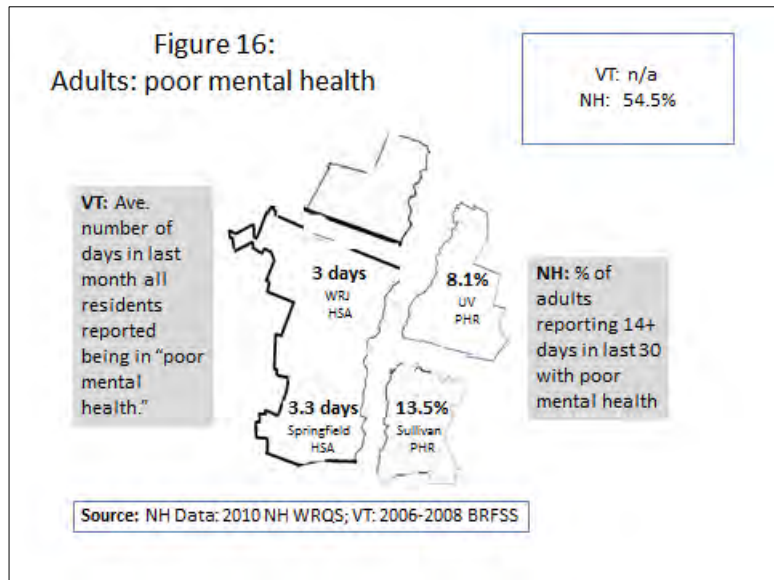 Figure 16:
Adults: poor mental health
VT: n/a
NH: 54.5%
VT: Ave.
number of
days in last
month all
residents
reported
being in “poor
mental
health.”
3 days
WRJ
HSA
8.1%
UV
PHR
NH: % of
adults
reporting 14+
days in last 30
with poor
mental health
3.3 days
Springfield
HSA
13.5%
Sullivan
PHR
Source: NH Data: 2010 NH WRQS; VT: 2006-2008 BRFSS